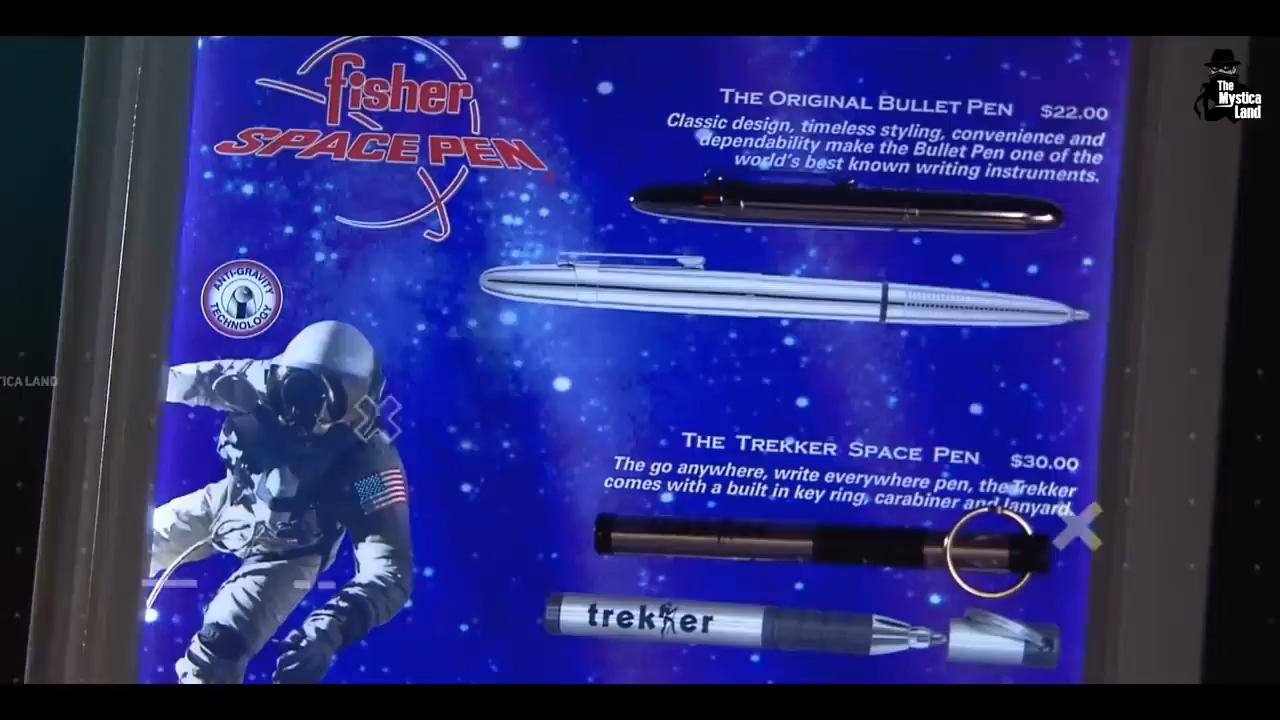 fisher
SPACE PEN
THE ORIGINAL BULLET PEN $22.00
Classic design, timeless styling, convenience and
dependability make the Bullet Pen one of the
world's best known writing instruments.
ANTI-GRAVITY
TECHNOLOGY
THE TREKKER SPACE PEN $30.00
The go anywhere, write everywhere pen, the Trekker
comes with a built in key ring, carabiner and lanyard.
trekker
The
Mystica
Land
TICA LAND